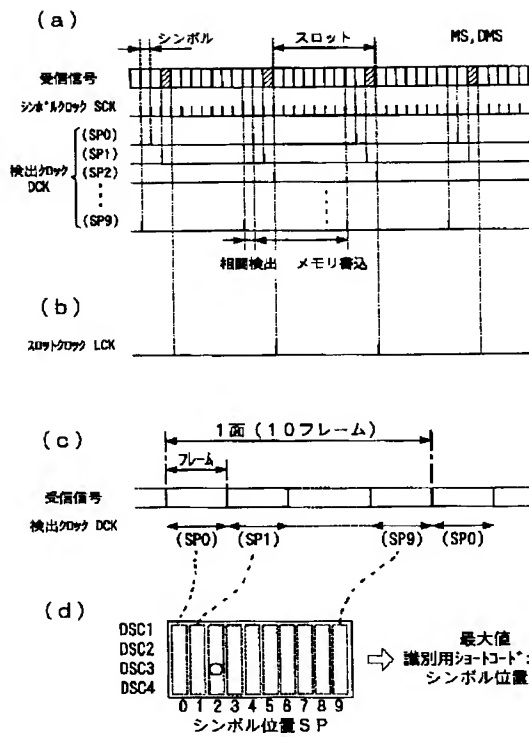 (a)
シンボル
スロット
MS,DMS
受信信号
シンボルクロック SCK
検出クロック DCK
(SP0)
(SP1)
(SP2)
(SP9)
相関検出
メモリ書込
(b)
スロットクロック LCK
(c)
1面(10フレーム)
フレーム
受信信号
検出クロック DCK
(SP0)
(SP1)
(SP9)
(SP0)
(d)
DSC1
DSC2
DSC3
DSC4
0 1 2 3 4 5 6 7 8 9
シンボル位置SP
最大値
識別用ショートコード
シンボル位置